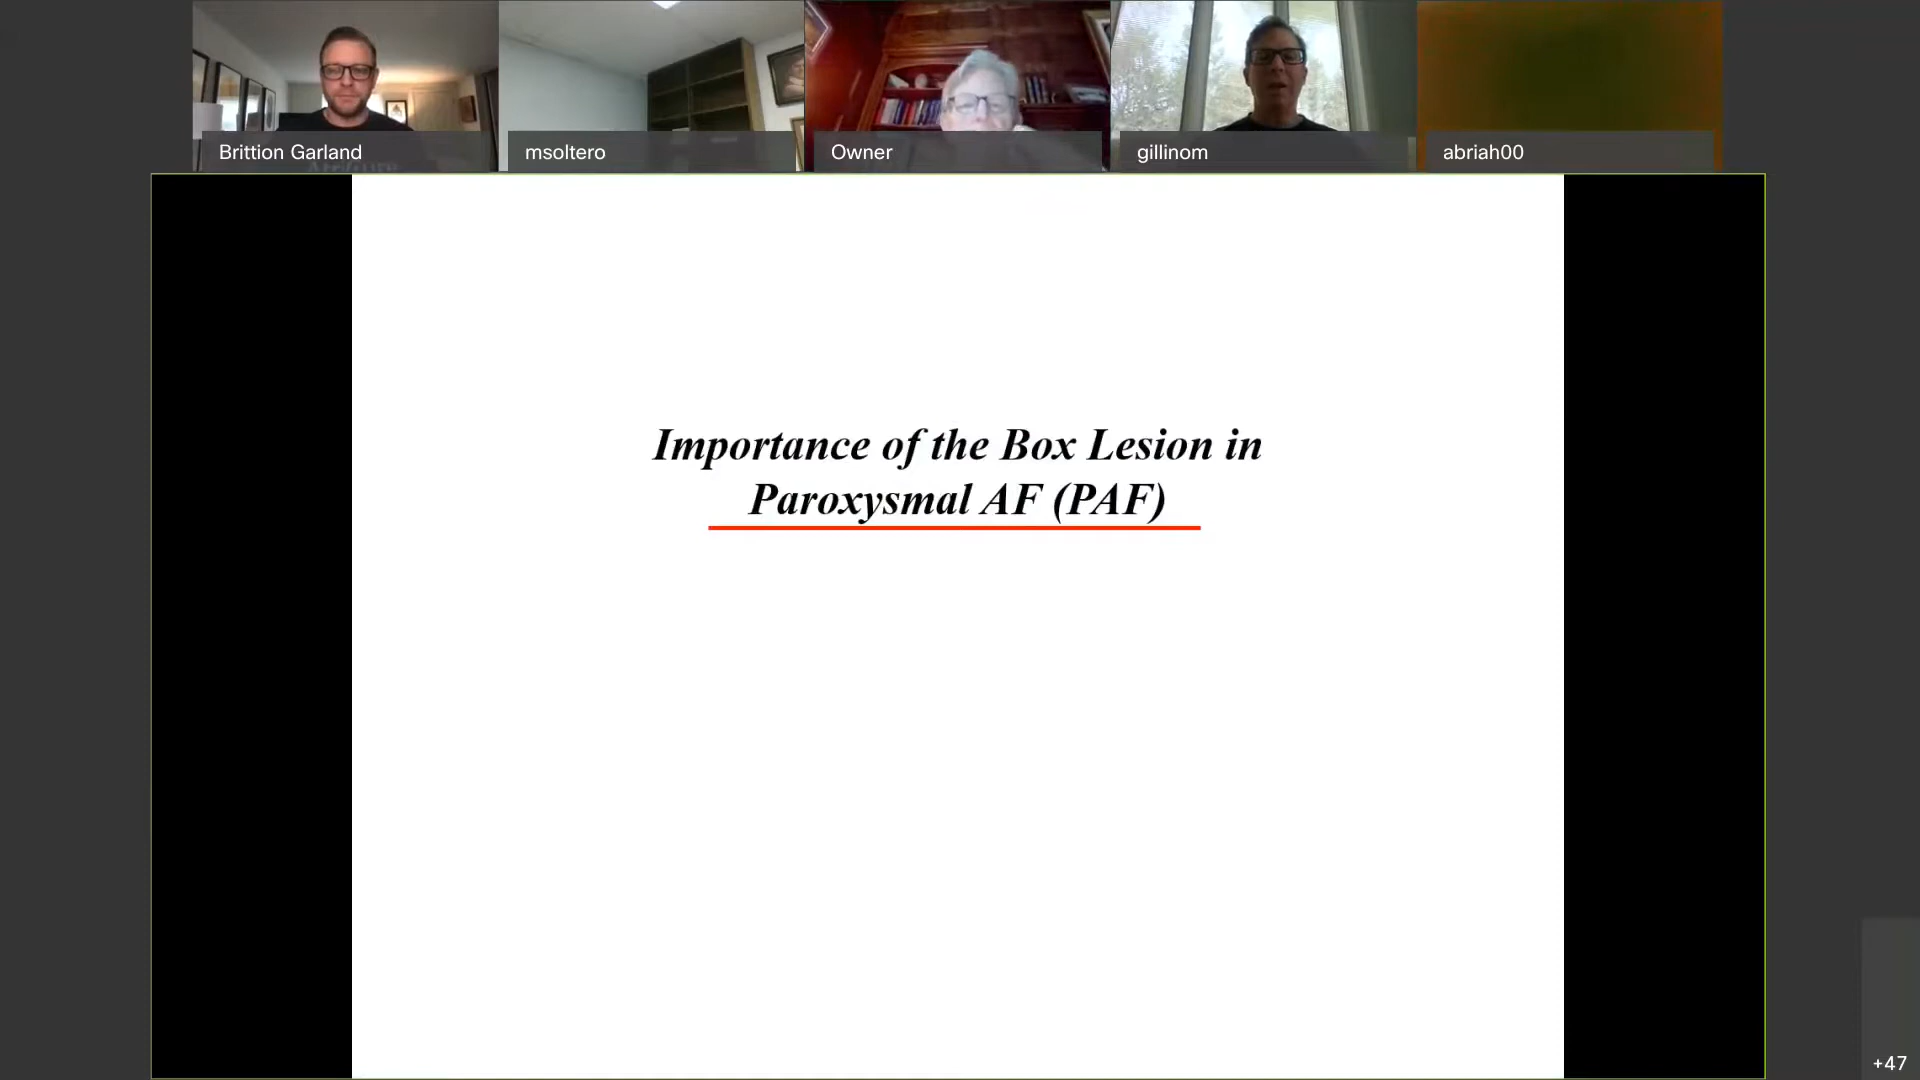 Brittion Garland
msoltero
Owner
gillinom
abriah00
Importance of the Box Lesion in
Paroxysmal AF (PAF)
+47